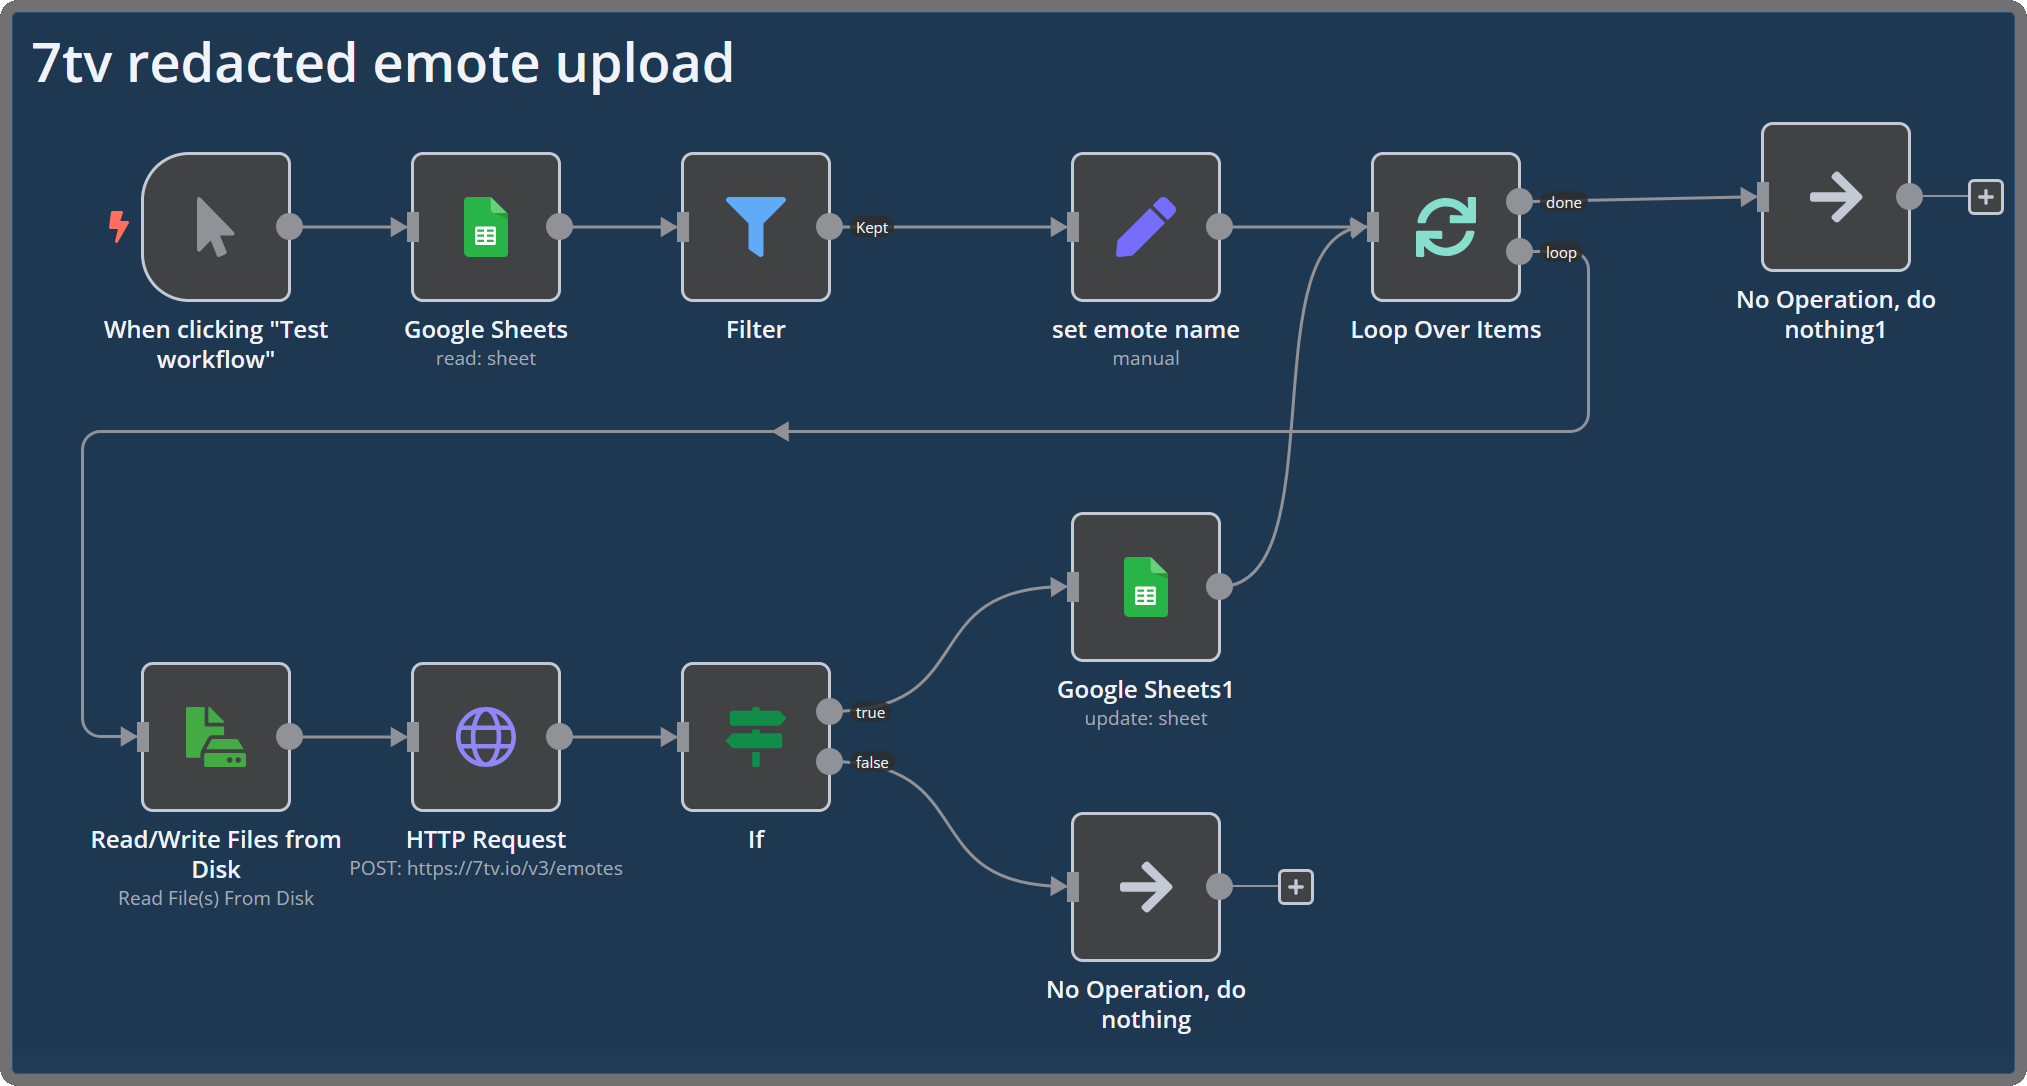 7tv redacted emote upload
Kept
done
loop
When clicking "Test
workflow"
Google Sheets
read: sheet
Filter
set emote name
manual
Loop Over Items
No Operation, do
nothing1
Google Sheets1
update: sheet
true
false
Read/Write Files from
Disk
Read File(s) From Disk
HTTP Request
POST: https://7tv.io/v3/emotes
If
No Operation, do
nothing